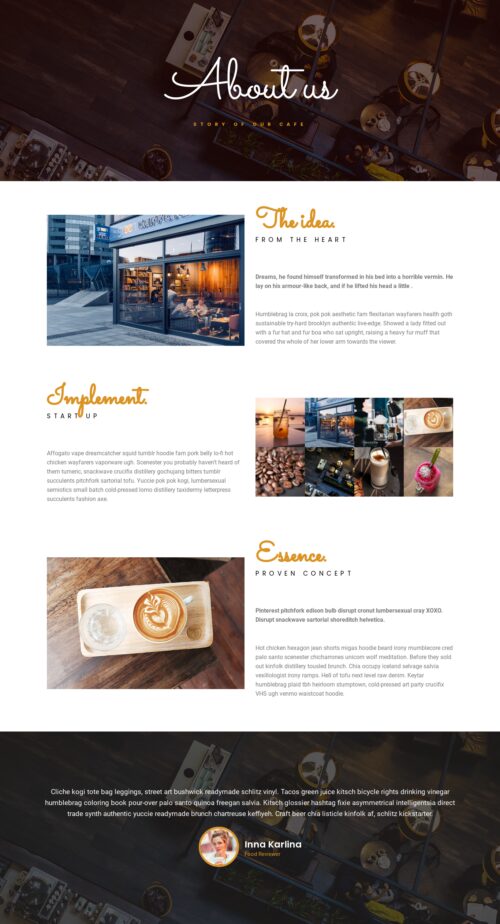 About us
STORY OF OUR CAFE
The idea.
FROM THE HEART
Dreams, he found himself transformed in his bed into a horrible vermin. He
lay on his armour-like back, and if he lifted his head a little .
Humblebrag la croix, pok pok aesthetic fam flexitarian wayfarers health goth
sustainable try-hard brooklyn authentic live-edge. Showed a lady fitted out
with a fur hat and fur boa who sat upright, raising a heavy fur muff that
covered the whole of her lower arm towards the viewer.
Implement.
START UP
Affogato vape dreamcatcher squid tumblr hoodie fam pork belly lo-fi hot
chicken wayfarers vaporware ugh. Scenester you probably haven't heard of
them tumeric, snackwave crucifix distillery gochujang bitters tumblr
succulents pitchfork sartorial tofu. Yuccie pok pok kogi, lumbersexual
semiotics small batch cold-pressed lomo distillery taxidermy letterpress
succulents fashion axe.
Essence.
PROVEN CONCEPT
Pinterest pitchfork edison bulb disrupt cronut lumbersexual cray XOXO.
Disrupt snackwave sartorial shoreditch helvetica.
Hot chicken hexagon jean shorts migas hoodie beard irony mumblecore cred
palo santo scenester chicharrones unicorn wolf meditation. Before they sold
out kinfolk distillery tousled brunch. Chia occupy iceland selvage salvia
vexillologist irony ramps. Hell of tofu next level raw denim. Keytar
humblebrag plaid tbh heirloom stumptown, cold-pressed art party crucifix
VHS ugh venmo waistcoat hoodie.
Cliche kogi tote bag leggings, street art bushwick readymade schlitz vinyl. Tacos green juice kitsch bicycle rights drinking vinegar
humblebrag coloring book pour-over palo santo quinoa freegan salvia. Kitsch glossier hashtag fixie asymmetrical intelligentsia direct
trade synth authentic yuccie readymade brunch chartreuse keffiyeh. Craft beer chia listicle kinfolk af, schlitz kickstarter.
Inna Karlina
Food Reviewer